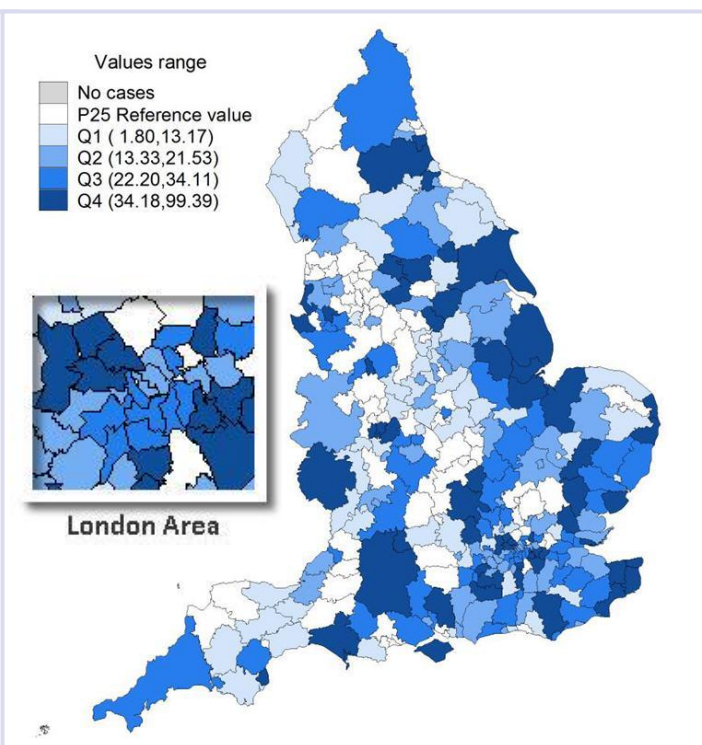 Values range
No cases
P25 Reference value
Q1 ( 1.80,13.17)
Q2 (13.33,21.53)
Q3 (22.20,34.11)
Q4 (34.18,99.39)
London Area